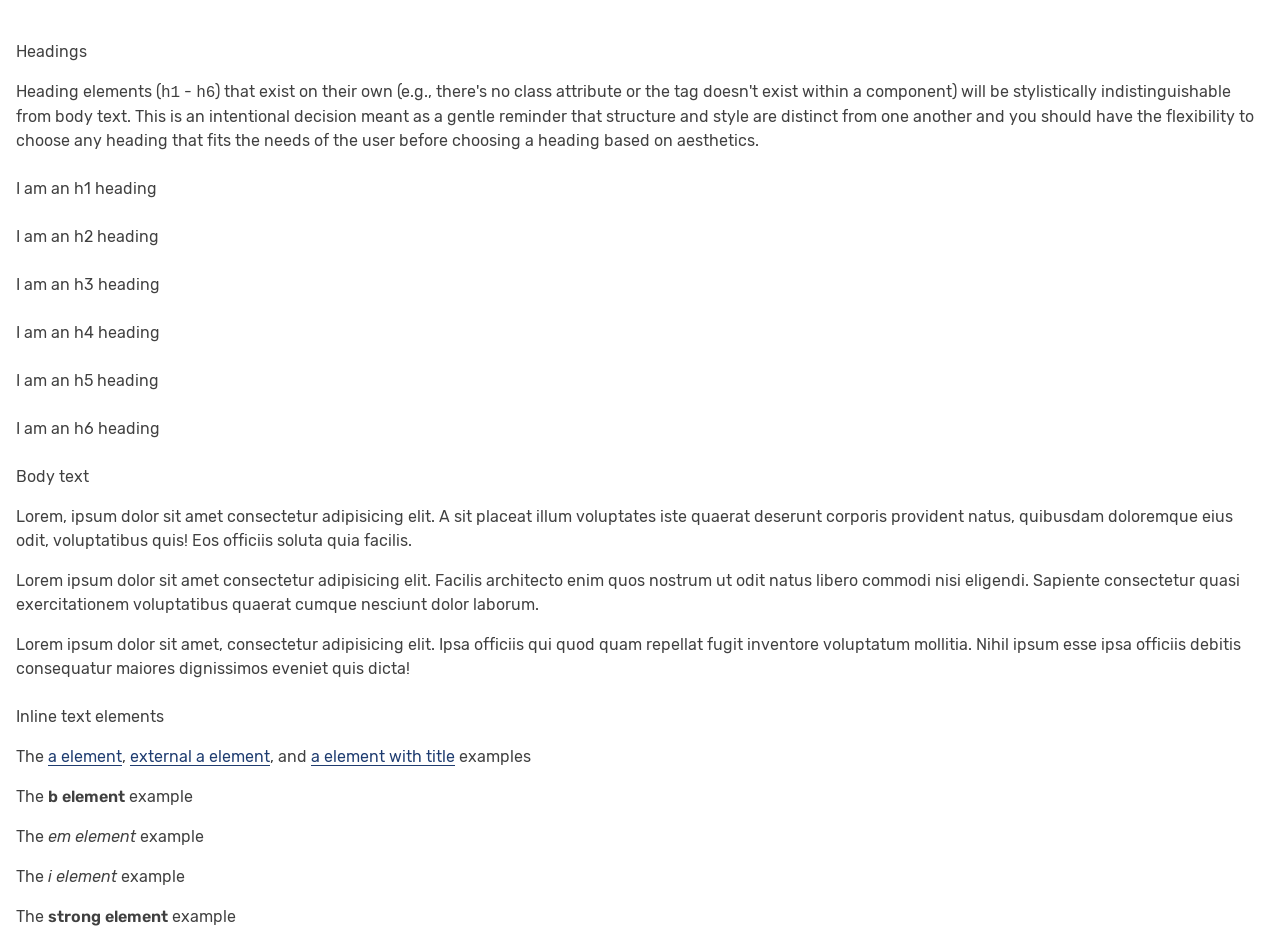 Headings
Heading elements (h1 - h6) that exist on their own (e.g., there's no class attribute or the tag doesn't exist within a component) will be stylistically indistinguishable
from body text. This is an intentional decision meant as a gentle reminder that structure and style are distinct from one another and you should have the flexibility to
choose any heading that fits the needs of the user before choosing a heading based on aesthetics.
I am an h1 heading
I am an h2 heading
I am an h3 heading
I am an h4 heading
I am an h5 heading
I am an h6 heading
Body text
Lorem, ipsum dolor sit amet consectetur adipisicing elit. A sit placeat illum voluptates iste quaerat deserunt corporis provident natus, quibusdam doloremque eius
odit, voluptatibus quis! Eos officiis soluta quia facilis.
Lorem ipsum dolor sit amet consectetur adipisicing elit. Facilis architecto enim quos nostrum ut odit natus libero commodi nisi eligendi. Sapiente consectetur quasi
exercitationem voluptatibus quaerat cumque nesciunt dolor laborum.
Lorem ipsum dolor sit amet, consectetur adipisicing elit. Ipsa officiis qui quod quam repellat fugit inventore voluptatum mollitia. Nihil ipsum esse ipsa officiis debitis
consequatur maiores dignissimos eveniet quis dicta!
Inline text elements
The a element, external a element, and a element with title examples
The b element example
The em element example
The i element example
The strong element example